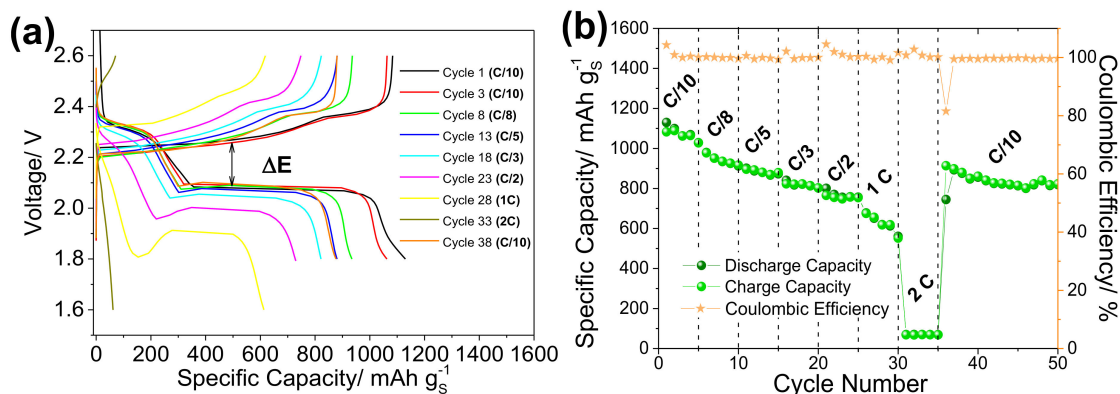 (a)
2.6
2.4
2.2
2.0
1.8
1.6
Voltage/ V
ΔE
Cycle 1 (C/10)
Cycle 3 (C/10)
Cycle 8 (C/8)
Cycle 13 (C/5)
Cycle 18 (C/3)
Cycle 23 (C/2)
Cycle 28 (1C)
Cycle 33 (2C)
Cycle 38 (C/10)
0 200 400 600 800 1000 1200 1400 1600
Specific Capacity/ mAh g_S^-1
(b)
1600
1400
1200
1000
800
600
400
200
0
Specific Capacity/ mAh g_S^-1
C/10
C/8
C/5
C/3
C/2
1 C
2 C
C/10
Discharge Capacity
Charge Capacity
Coulombic Efficiency
100
80
60
40
20
0
Coulombic Efficiency/ %
0 10 20 30 40 50
Cycle Number